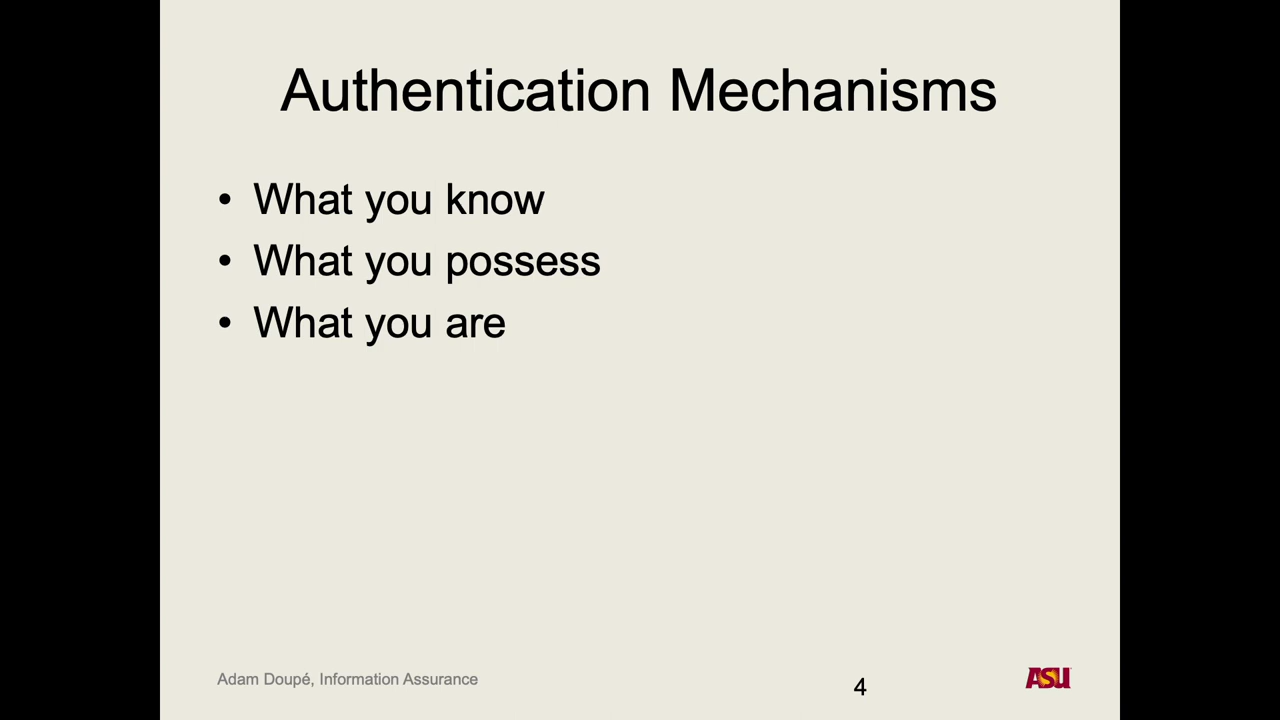 Authentication Mechanisms
• What you know
• What you possess
• What you are
Adam Doupé, Information Assurance
4
ASU